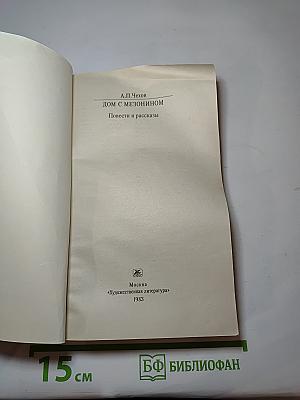 А.П.Чехов
ДОМ С МЕЗОНИНОМ
Повести и рассказы
Москва
«Художественная литература»
1983
15 см
БФ БИБЛИОФАН